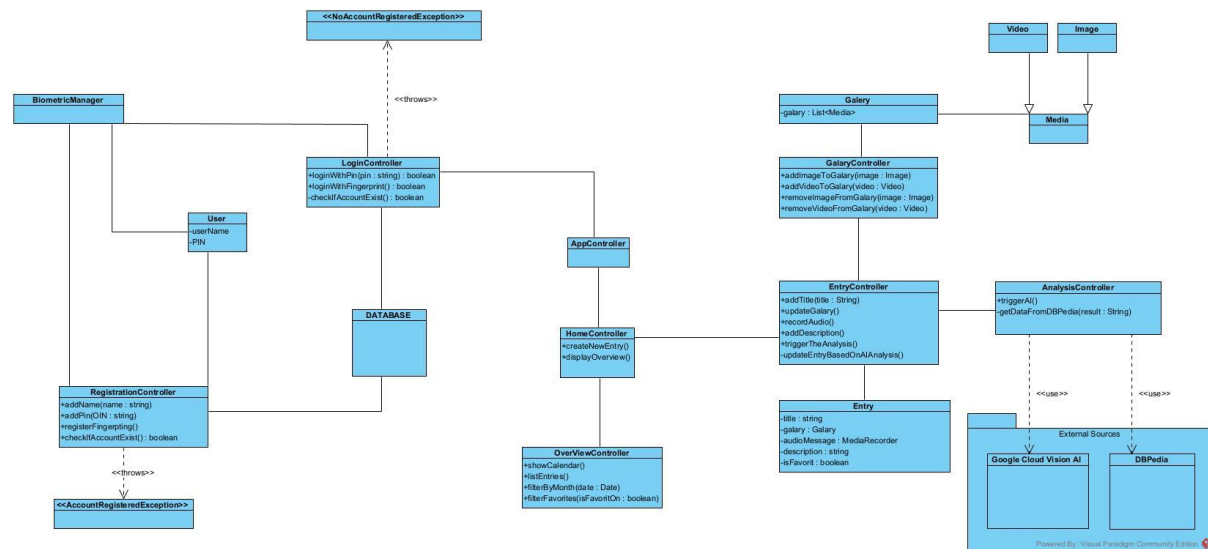 <<NoAccountRegisteredException>>
<<throws>>
BiometricManager
LoginController
+loginWithPin(pin : string) : boolean
+loginWithFingerprint() : boolean
-checkIfAccountExist() : boolean
User
-userName
-PIN
DATABASE
RegistrationController
+addName(name : string)
+addPin(OIN : string)
+registerFingerpting()
+checkIfAccountExist() : boolean
<<throws>>
<<AccountRegisteredException>>
AppController
HomeController
+createNewEntry()
+displayOverview()
OverViewController
+showCalendar()
+listEntries()
+filterByMonth(date : Date)
+filterFavorites(isFavoritOn : boolean)
Video
Image
Media
Galery
-galary : List<Media>
GalaryController
+addImageToGalary(image : Image)
+addVideoToGalary(video : Video)
+removeImageFromGalary(image : Image)
+removeVideoFromGalary(video : Video)
EntryController
+addTitle(title : String)
+updateGalary()
+recordAudio()
+addDescription()
+triggerTheAnalysis()
-updateEntryBasedOnAIAnalysis()
Entry
-title : string
-galary : Galary
-audioMessage : MediaRecorder
-description : string
-isFavorit : boolean
AnalysisController
+triggerAI()
-getDataFromDBPedia(result : String)
<<use>>
<<use>>
External Sources
Google Cloud Vision AI
DBPedia
Powered By: Visual Paradigm Community Edition